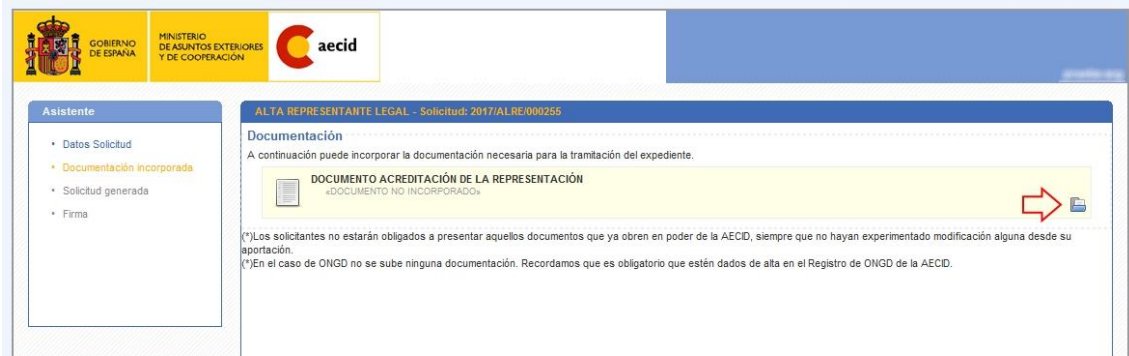 GOBIERNO
DE ESPAÑA
MINISTERIO
DE ASUNTOS EXTERIORES
Y DE COOPERACIÓN
aecid
Asistente
Datos Solicitud
Documentación incorporada
Solicitud generada
Firma
ALTA REPRESENTANTE LEGAL - Solicitud: 2017/ALRE/000255
Documentación
A continuación puede incorporar la documentación necesaria para la tramitación del expediente.
DOCUMENTO ACREDITACIÓN DE LA REPRESENTACIÓN
«DOCUMENTO NO INCORPORADO»
(*)Los solicitantes no estarán obligados a presentar aquellos documentos que ya obren en poder de la AECID, siempre que no hayan experimentado modificación alguna desde su
aportación.
(*)En el caso de ONGD no se sube ninguna documentación. Recordamos que es obligatorio que estén dados de alta en el Registro de ONGD de la AECID.